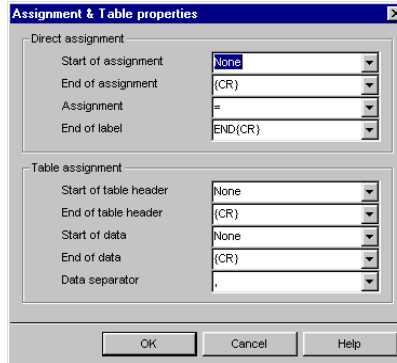 Assignment & Table properties
Direct assignment
Start of assignment None
End of assignment {CR}
Assignment =
End of label END{CR}
Table assignment
Start of table header None
End of table header {CR}
Start of data None
End of data {CR}
Data separator ,
OK Cancel Help